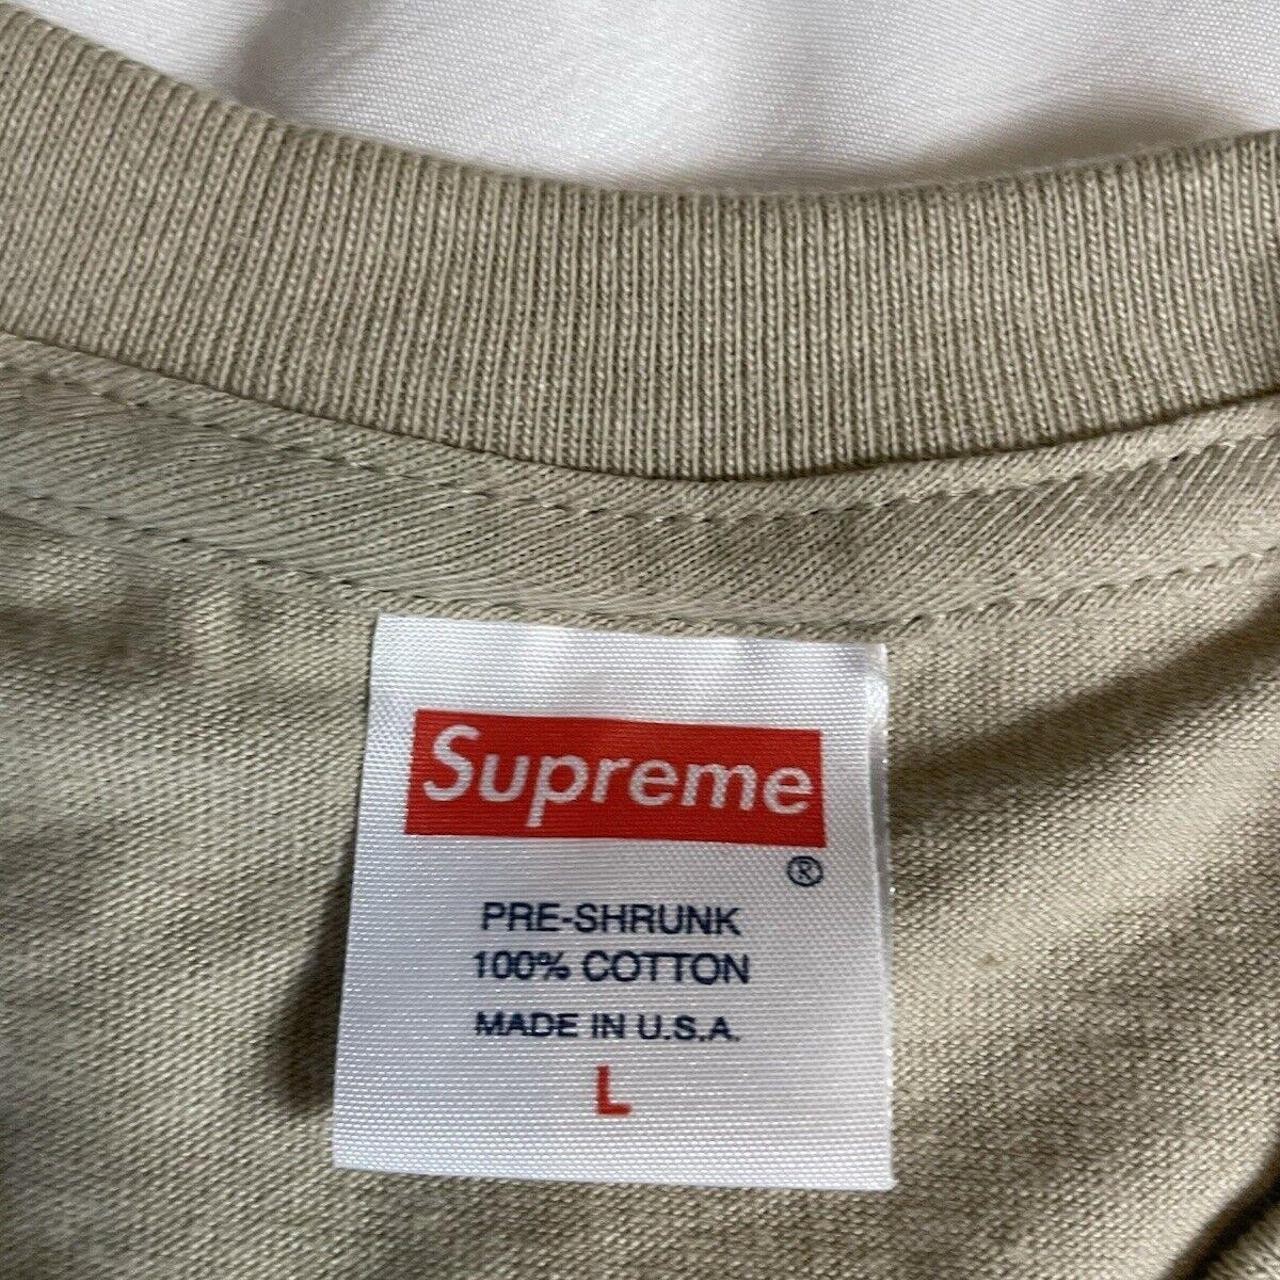 Supreme
®
PRE-SHRUNK
100% COTTON
MADE IN U.S.A.
L